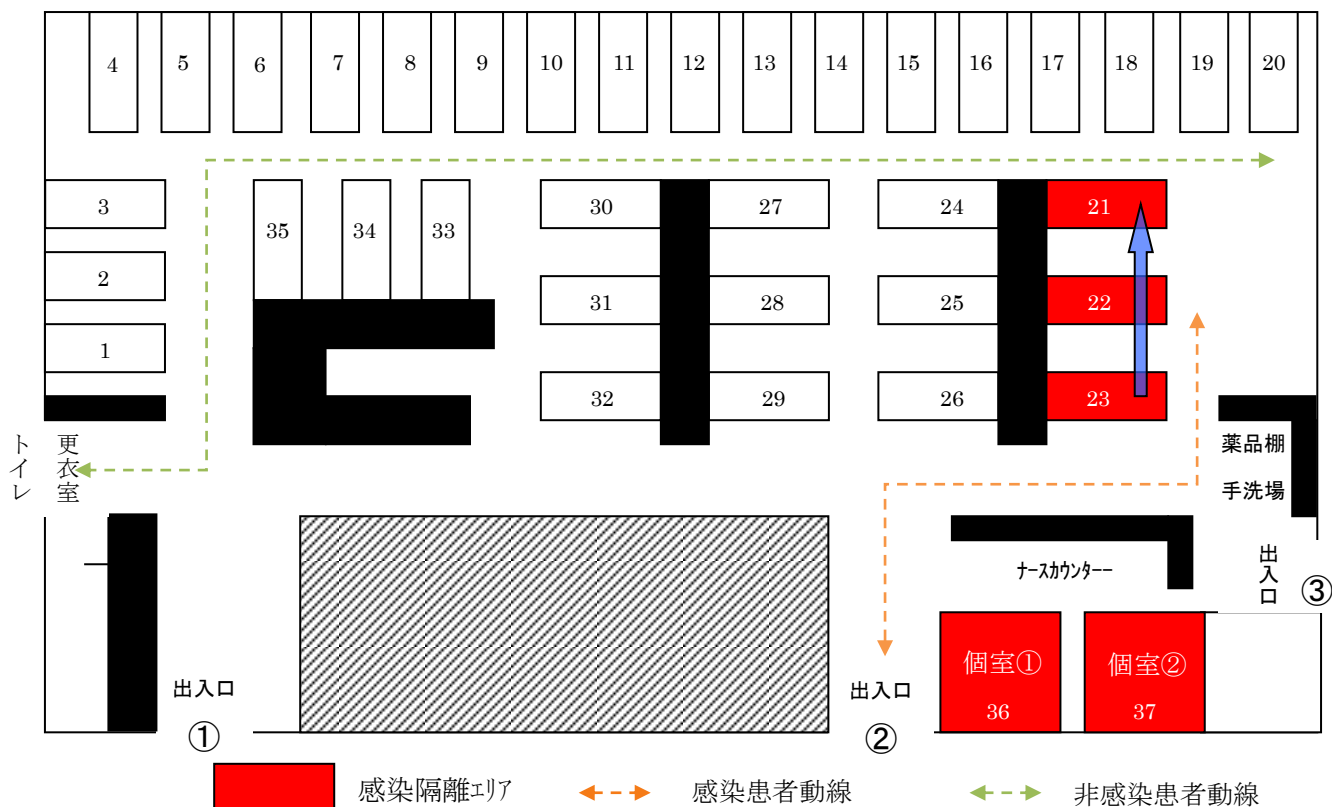 4 5 6 7 8 9 10 11 12 13 14 15 16 17 18 19 20
3 30 27 24 21
35 34 33
2 31 28 25 22
1 32 29 26 23
トイレ
更衣室
薬品棚
手洗場
ナースカウンター
出入口
③
個室① 個室②
36 37
出入口
①
出入口
②
感染隔離エリア 感染患者動線 非感染患者動線